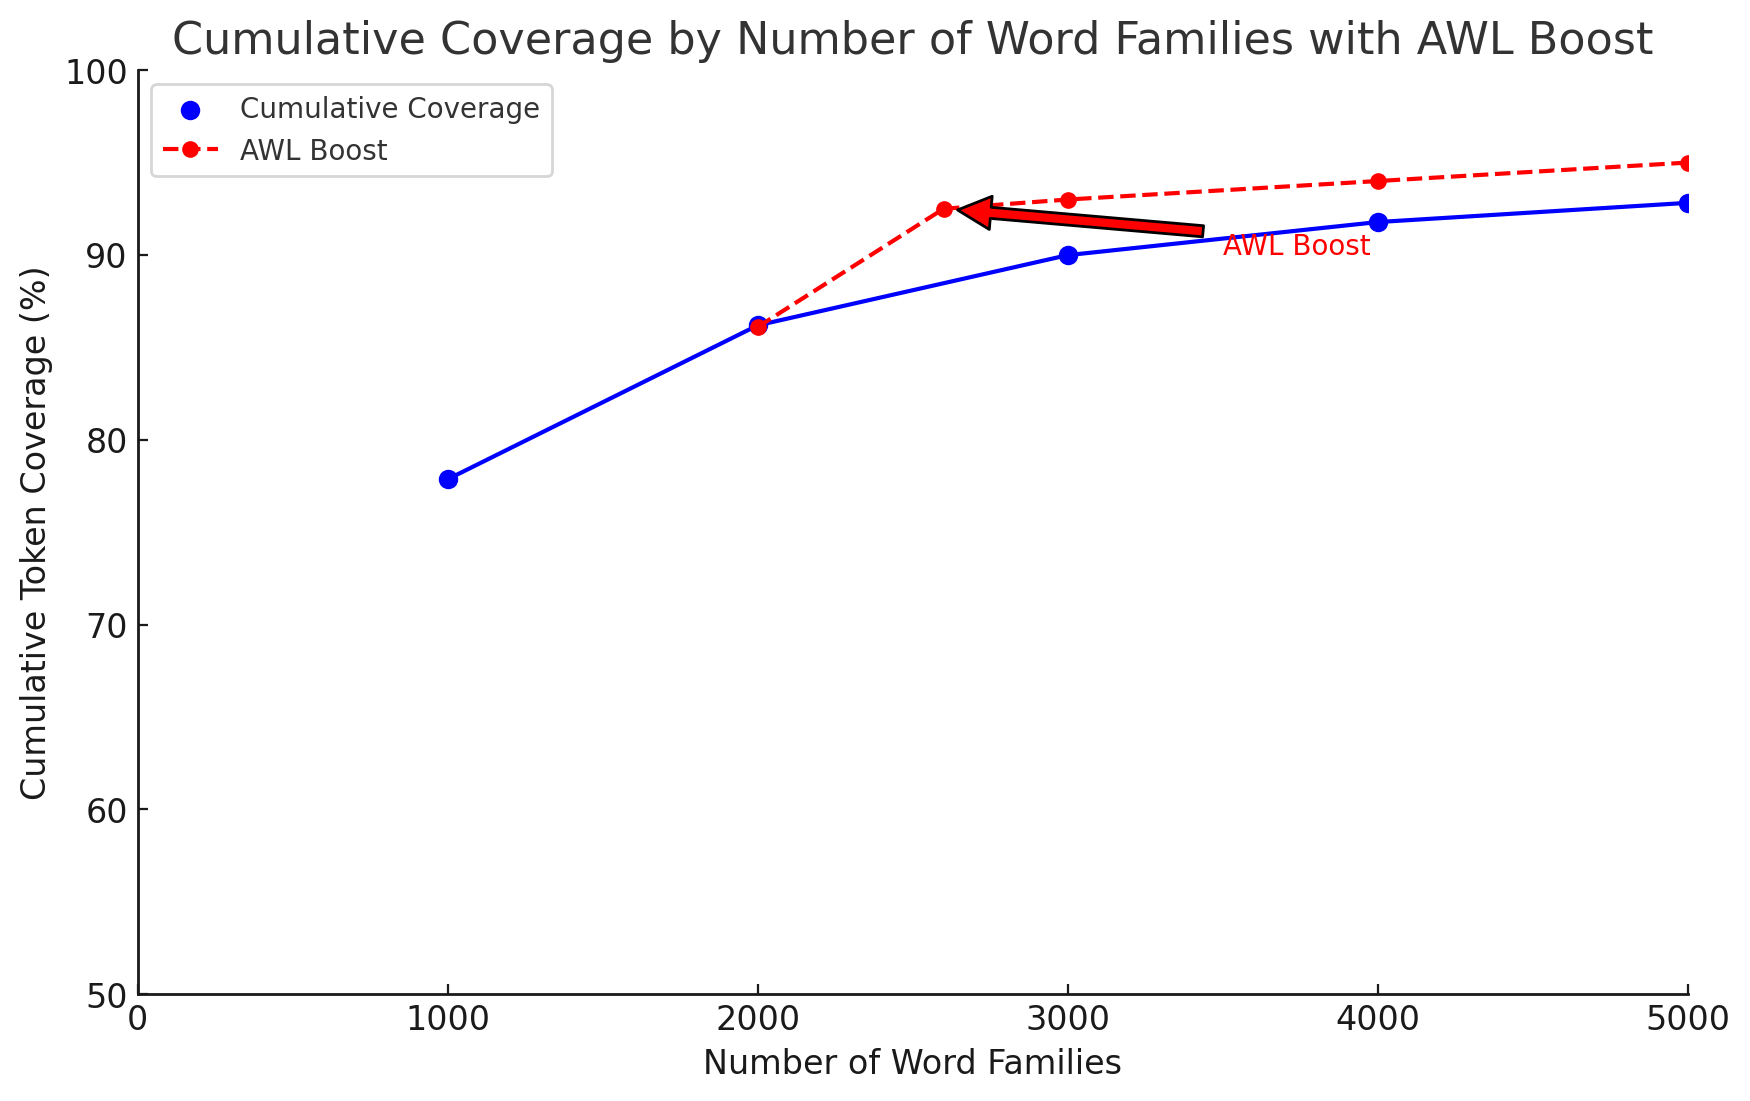 Cumulative Coverage by Number of Word Families with AWL Boost
Cumulative Coverage
AWL Boost
AWL Boost
Cumulative Token Coverage (%)
100
90
80
70
60
50
0 1000 2000 3000 4000 5000
Number of Word Families